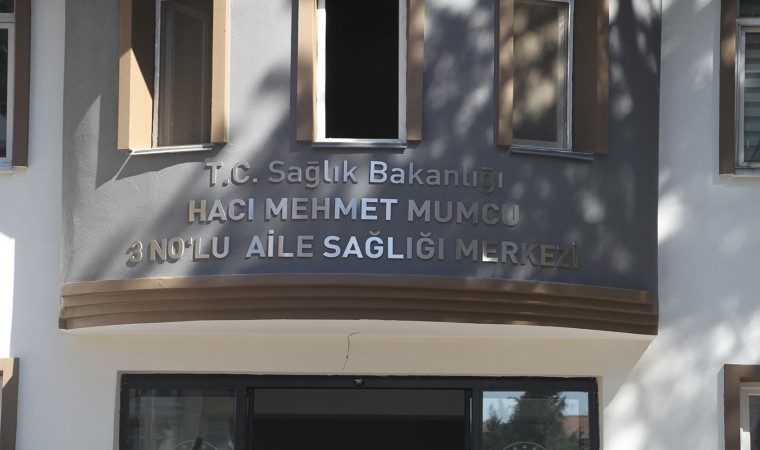 T.C. Sağlık Bakanlığı
HACI MEHMET MUMCU
3 NO'LU AİLE SAĞLIĞI MERKEZİ